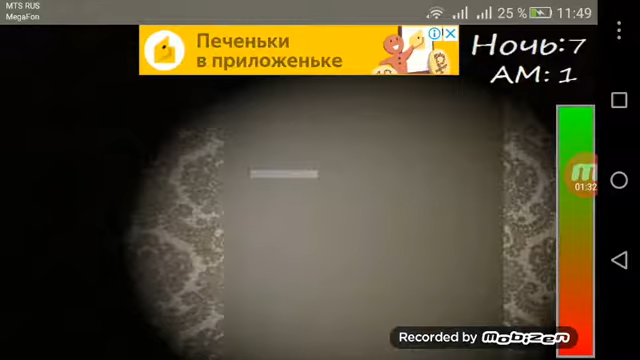 MTS RUS
MegaFon
25 %
11:49
Печеньки
в приложеньке
Ночь:7
AM: 1
01:32
Recorded by Mobizen